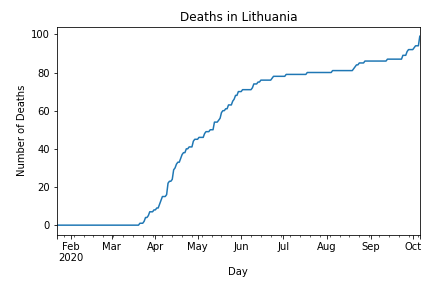 Deaths in Lithuania
Number of Deaths
100
80
60
40
20
0
Feb Mar Apr May Jun Jul Aug Sep Oct
2020
Day